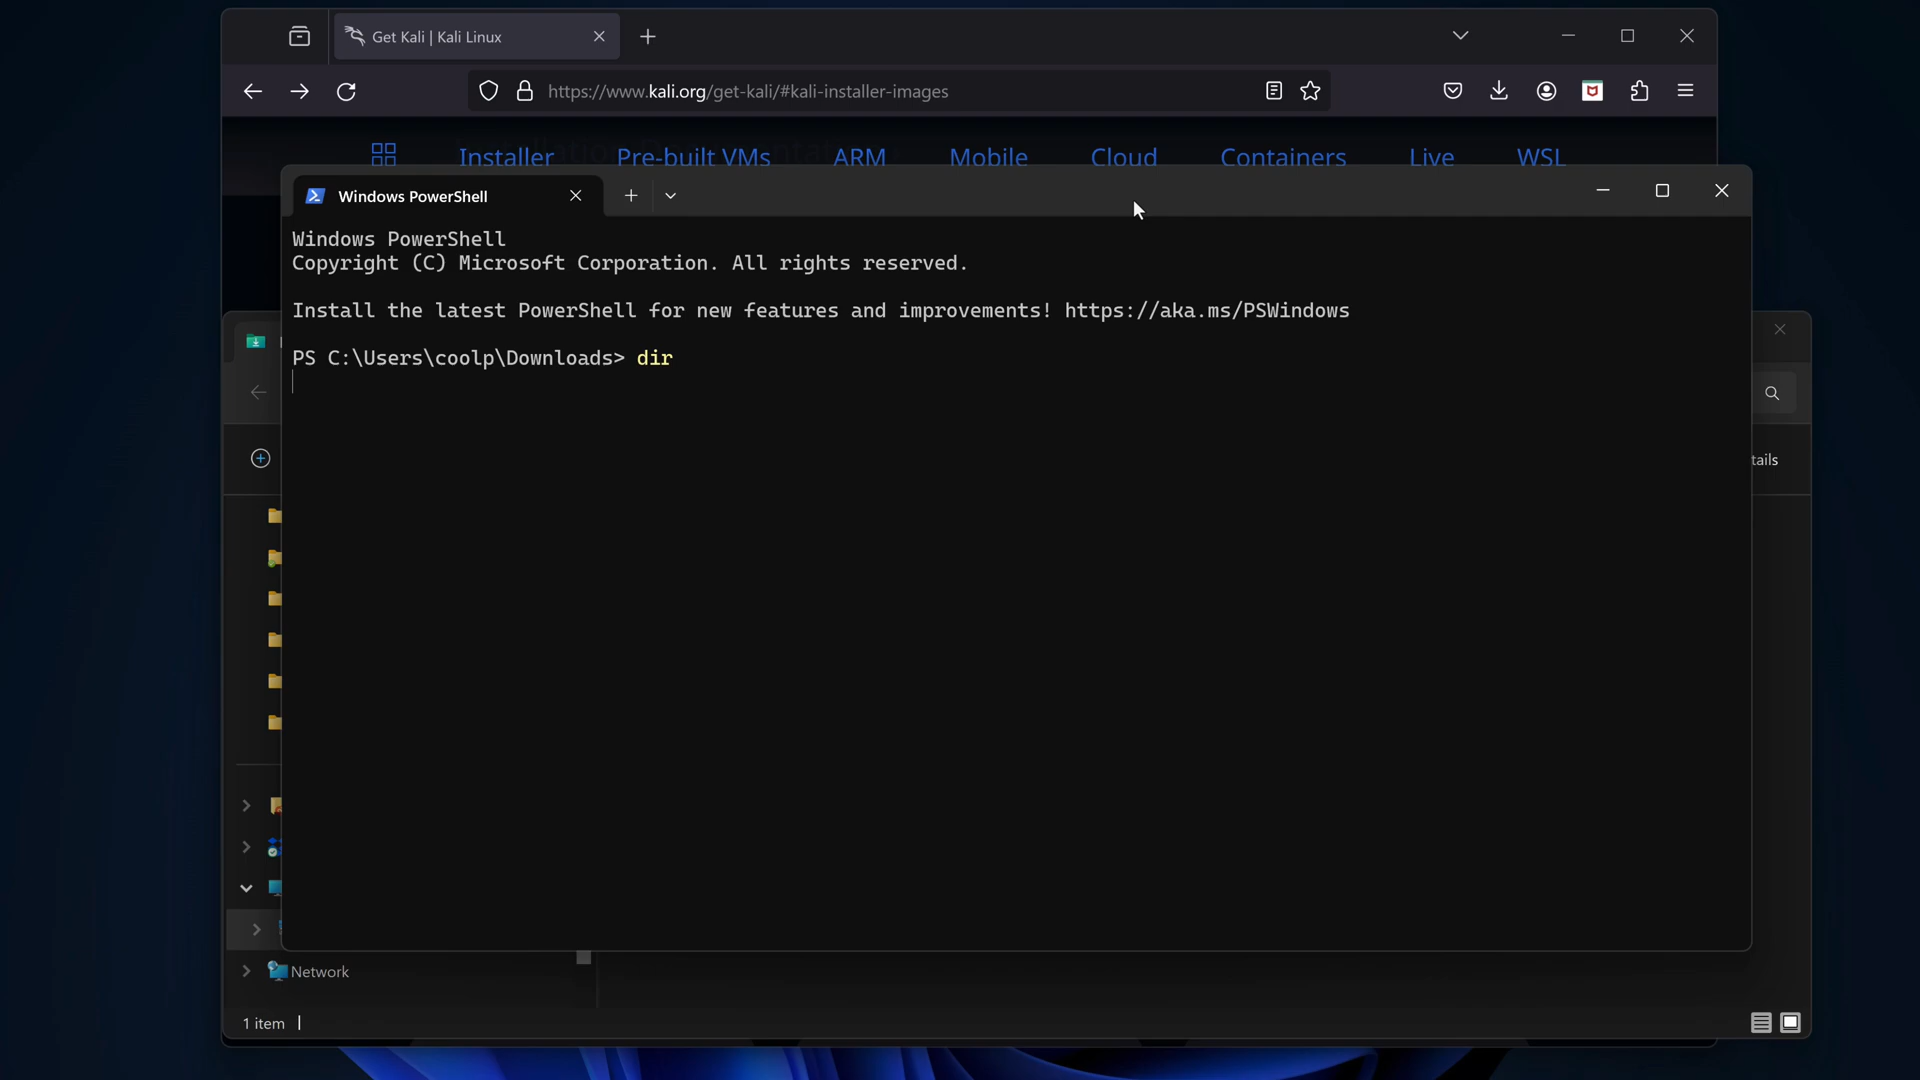 Get Kali | Kali Linux
https://www.kali.org/get-kali/#kali-installer-images
Installer Pre-built VMs ARM Mobile Cloud Containers Live WSL
Windows PowerShell
Windows PowerShell
Copyright (C) Microsoft Corporation. All rights reserved.
Install the latest PowerShell for new features and improvements! https://aka.ms/PSWindows
PS C:\Users\coolp\Downloads> dir
tails
Network
1 item